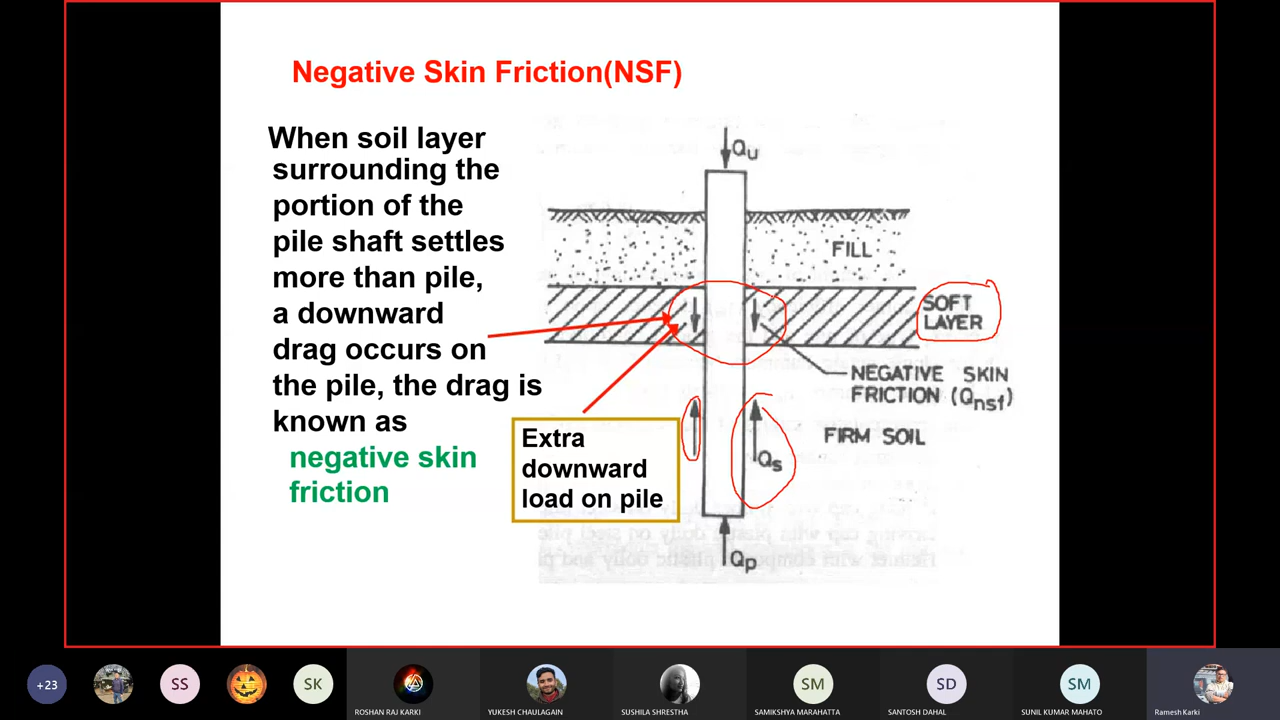 Negative Skin Friction(NSF)
When soil layer
surrounding the
portion of the
pile shaft settles
more than pile,
a downward
drag occurs on
the pile, the drag is
known as
negative skin
friction
Extra
downward
load on pile
Qu
FILL
SOFT
LAYER
NEGATIVE SKIN
FRICTION (Qnsf)
FIRM SOIL
Qs
Qp
+23
SS
SK
SM
SD
SM
ROSHAN RAJ KARKI
YUKESH CHAULAGAIN
SUSHILA SHRESTHA
SAMIKSHYA MARAHATTA
SANTOSH DAHAL
SUNIL KUMAR MAHATO
Ramesh Karki